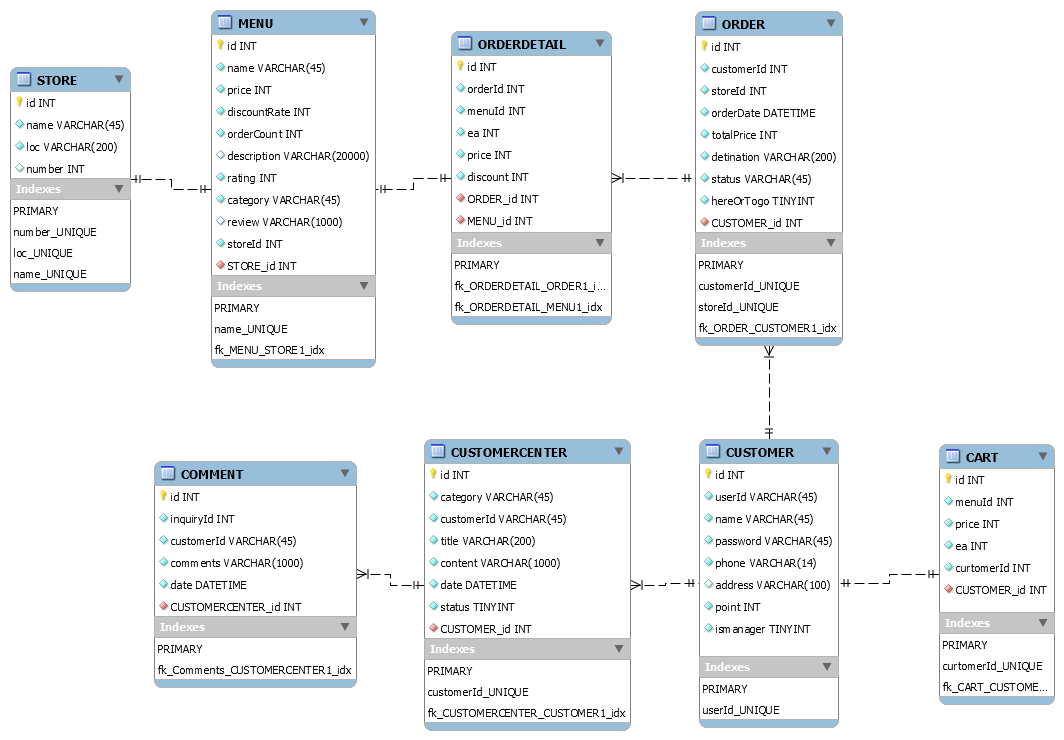 STORE
id INT
name VARCHAR(45)
loc VARCHAR(200)
number INT
Indexes
PRIMARY
number_UNIQUE
loc_UNIQUE
name_UNIQUE
MENU
id INT
name VARCHAR(45)
price INT
discountRate INT
orderCount INT
description VARCHAR(20000)
rating INT
category VARCHAR(45)
review VARCHAR(1000)
storeId INT
STORE_id INT
Indexes
PRIMARY
name_UNIQUE
fk_MENU_STORE1_idx
ORDERDETAIL
id INT
orderId INT
menuId INT
ea INT
price INT
discount INT
ORDER_id INT
MENU_id INT
Indexes
PRIMARY
fk_ORDERDETAIL_ORDER1_i...
fk_ORDERDETAIL_MENU1_idx
ORDER
id INT
customerId INT
storeId INT
orderDate DATETIME
totalPrice INT
detination VARCHAR(200)
status VARCHAR(45)
hereOrTogo TINYINT
CUSTOMER_id INT
Indexes
PRIMARY
customerId_UNIQUE
storeId_UNIQUE
fk_ORDER_CUSTOMER1_idx
COMMENT
id INT
inquiryId INT
customerId VARCHAR(45)
comments VARCHAR(1000)
date DATETIME
CUSTOMERCENTER_id INT
Indexes
PRIMARY
fk_Comments_CUSTOMERCENTER1_idx
CUSTOMERCENTER
id INT
category VARCHAR(45)
customerId VARCHAR(45)
title VARCHAR(200)
content VARCHAR(1000)
date DATETIME
status TINYINT
CUSTOMER_id INT
Indexes
PRIMARY
customerId_UNIQUE
fk_CUSTOMERCENTER_CUSTOMER1_idx
CUSTOMER
id INT
userId VARCHAR(45)
name VARCHAR(45)
password VARCHAR(45)
phone VARCHAR(14)
address VARCHAR(100)
point INT
ismanager TINYINT
Indexes
PRIMARY
userId_UNIQUE
CART
id INT
menuId INT
price INT
ea INT
curtomerId INT
CUSTOMER_id INT
Indexes
PRIMARY
curtomerId_UNIQUE
fk_CART_CUSTOME...